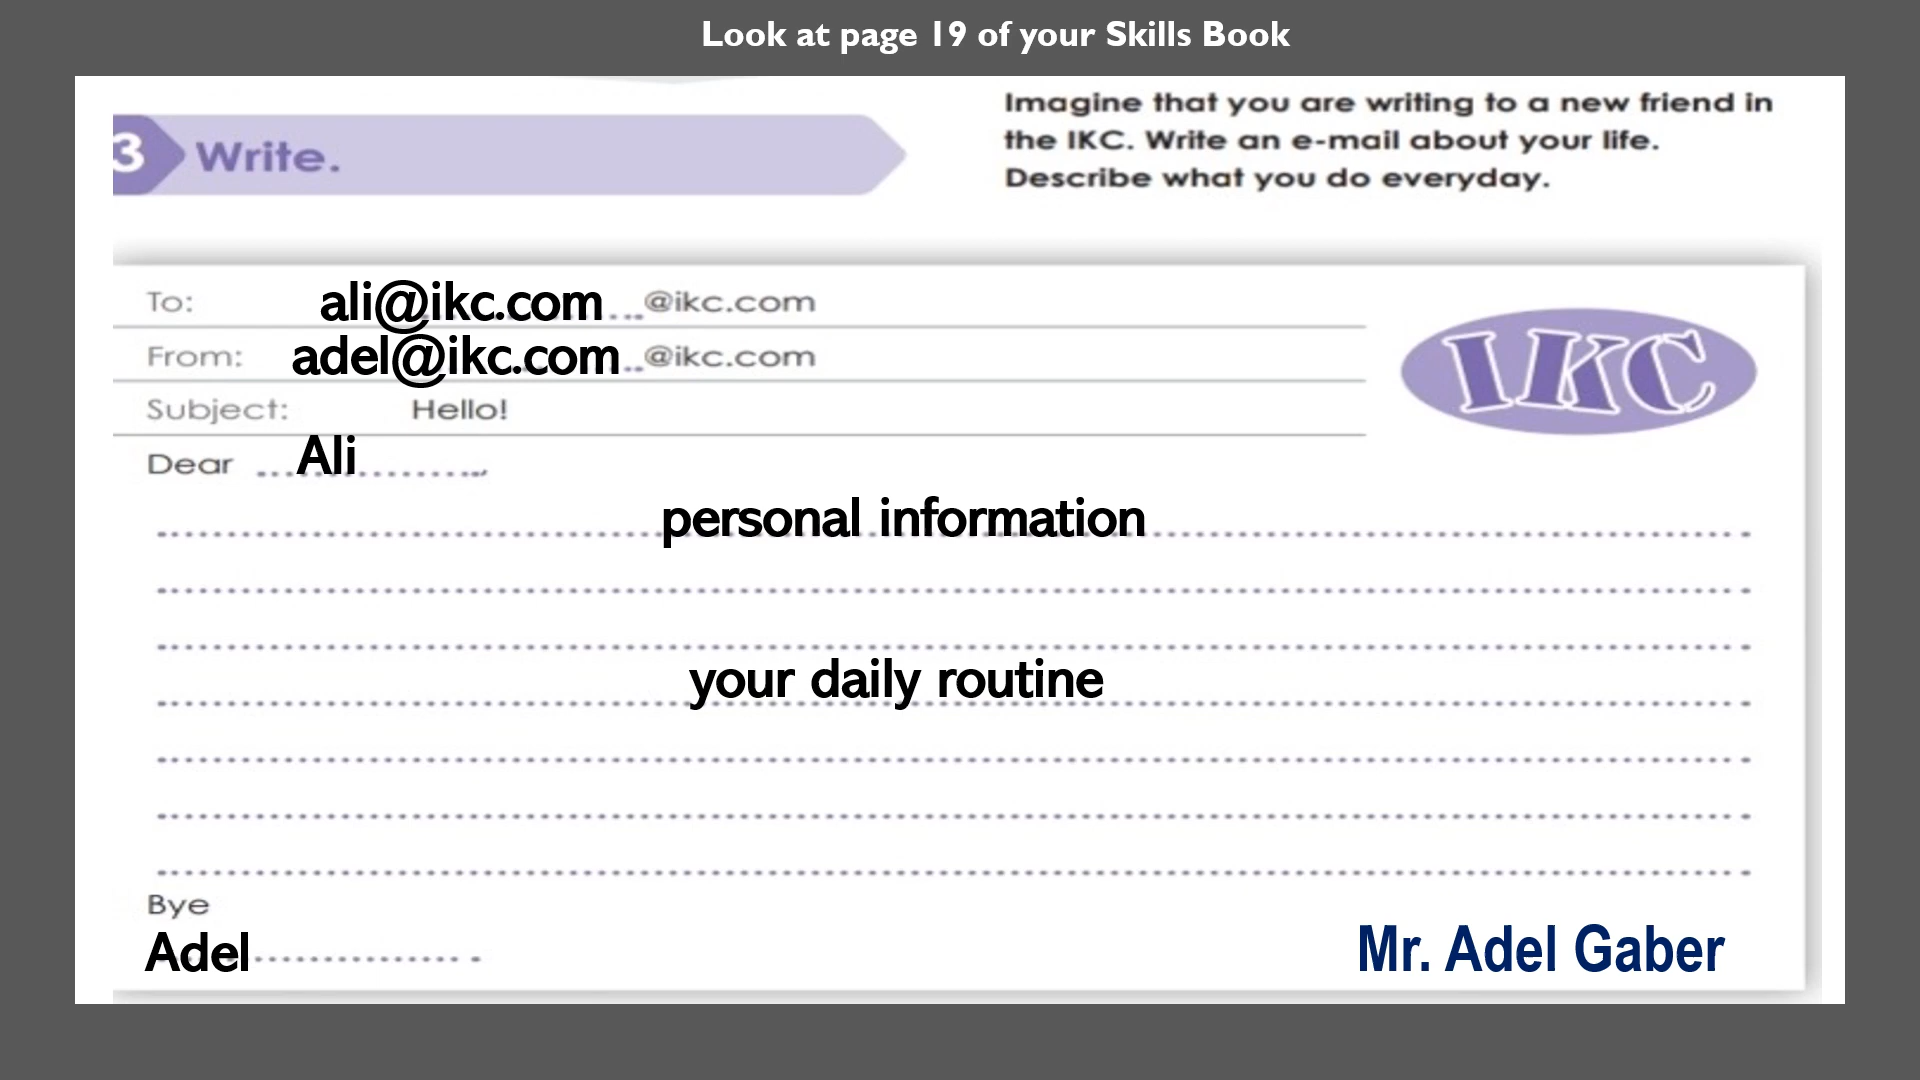 Look at page 19 of your Skills Book
3 Write.
Imagine that you are writing to a new friend in
the IKC. Write an e-mail about your life.
Describe what you do everyday.
To: ali@ikc.com ...@ikc.com
From: adel@ikc.com ..@ikc.com
IKC
Subject: Hello!
Dear Ali ,
personal information
your daily routine
Bye
Adel
Mr. Adel Gaber